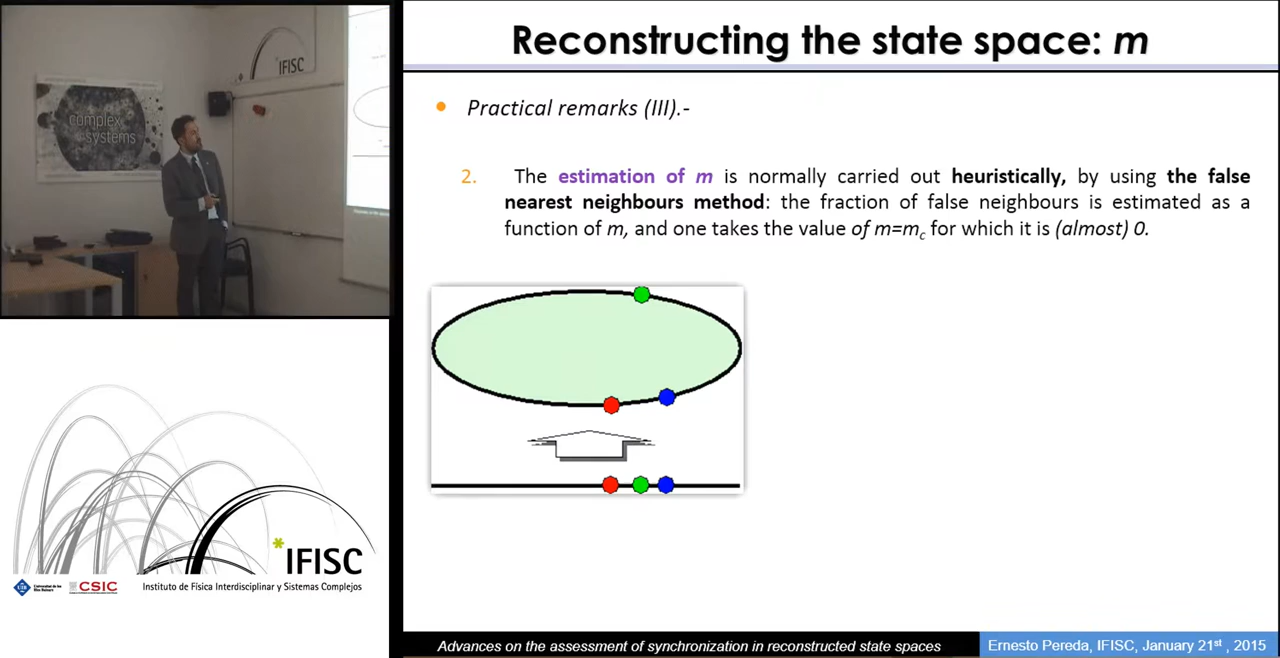 Reconstructing the state space: m
Practical remarks (III).-
2. The estimation of m is normally carried out heuristically, by using the false
nearest neighbours method: the fraction of false neighbours is estimated as a
function of m, and one takes the value of m=mc for which it is (almost) 0.
IFISC
complex
systems
*IFISC
UIB
CSIC
Instituto de Física Interdisciplinar y Sistemas Complejos
Advances on the assessment of synchronization in reconstructed state spaces
Ernesto Pereda, IFISC, January 21st , 2015